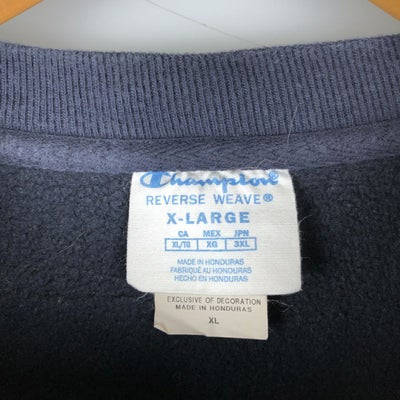 Champion
REVERSE WEAVE®
X-LARGE
CA MEX JPN
XL/TG XG 3XL
MADE IN HONDURAS
FABRIQUÉ AU HONDURAS
HECHO EN HONDURAS
EXCLUSIVE OF DECORATION
MADE IN HONDURAS
XL